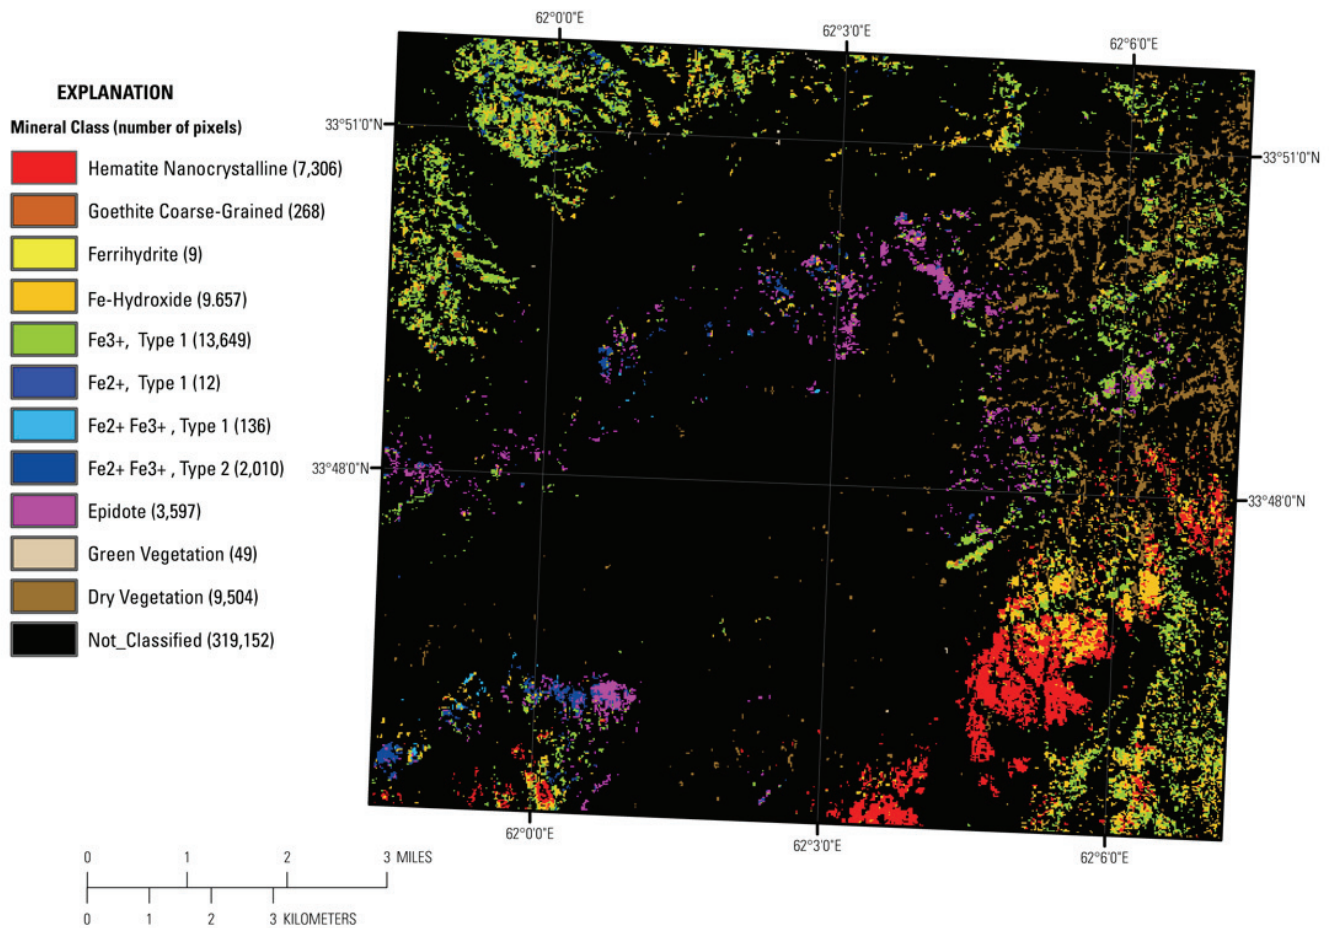 EXPLANATION
Mineral Class (number of pixels)
Hematite Nanocrystalline (7,306)
Goethite Coarse-Grained (268)
Ferrihydrite (9)
Fe-Hydroxide (9.657)
Fe3+, Type 1 (13,649)
Fe2+, Type 1 (12)
Fe2+ Fe3+ , Type 1 (136)
Fe2+ Fe3+ , Type 2 (2,010)
Epidote (3,597)
Green Vegetation (49)
Dry Vegetation (9,504)
Not_Classified (319,152)
62°0'0"E
62°3'0"E
62°6'0"E
33°51'0"N
33°51'0"N
33°48'0"N
33°48'0"N
62°0'0"E
62°3'0"E
62°6'0"E
0 1 2 3 MILES
0 1 2 3 KILOMETERS